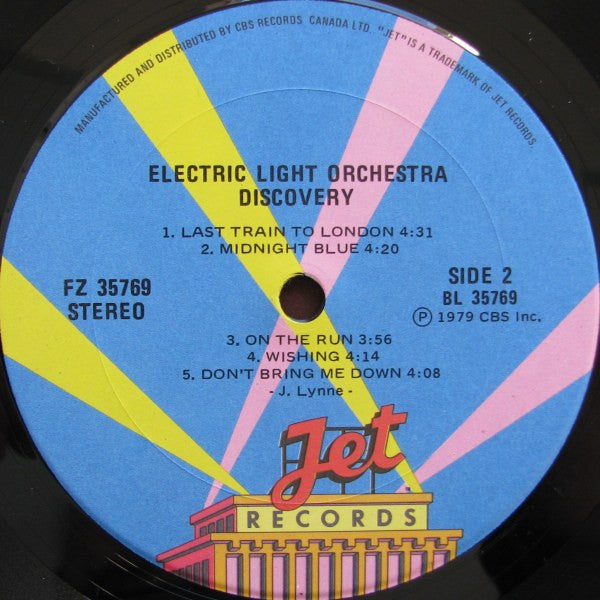 MANUFACTURED AND DISTRIBUTED BY CBS RECORDS CANADA LTD. "JET" IS A TRADEMARK OF JET RECORDS.
ELECTRIC LIGHT ORCHESTRA
DISCOVERY
1. LAST TRAIN TO LONDON 4:31
2. MIDNIGHT BLUE 4:20
FZ 35769
STEREO
SIDE 2
BL 35769
Ⓟ 1979 CBS Inc.
3. ON THE RUN 3:56
4. WISHING 4:14
5. DON'T BRING ME DOWN 4:08
- J. Lynne -
Jet
RECORDS